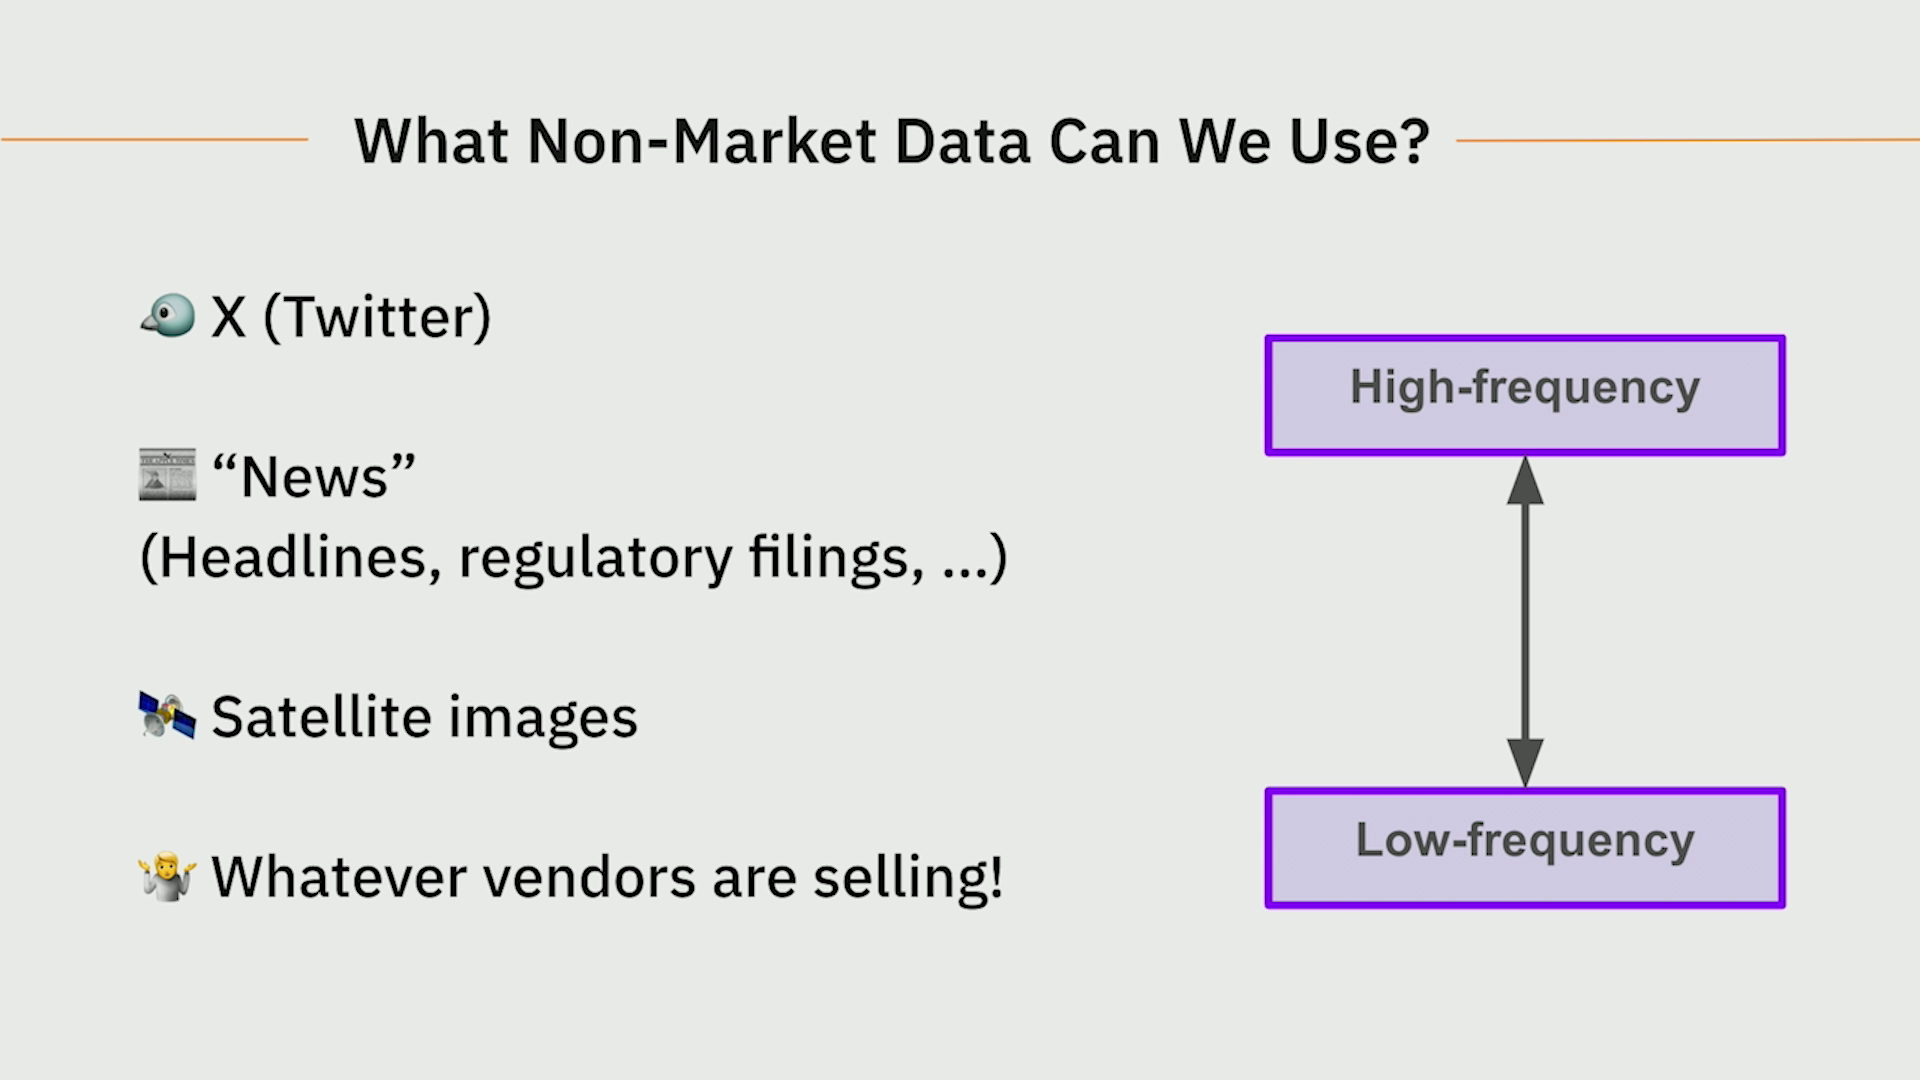 What Non-Market Data Can We Use?
X (Twitter)
“News”
(Headlines, regulatory filings, ...)
Satellite images
Whatever vendors are selling!
High-frequency
Low-frequency